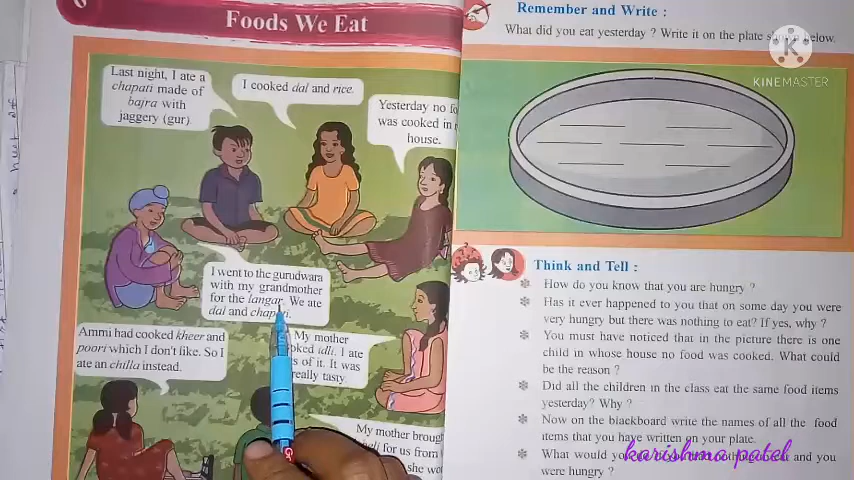 6
Foods We Eat
Last night, I ate a
chapati made of
bajra with
jaggery (gur).
I cooked dal and rice.
Yesterday no
was cooked in
house.
I went to the gurudwara
with my grandmother
for the langar. We ate
dal and
Ammi had cooked kheer and
poori which I don't like. So I
ate an chilla instead.
My mother
idli. I ate
of it. It was
really tasty
My mother
for us from
she
Remember and Write :
What did you eat yesterday ? Write it on the plate below.
K
KINEMASTER
Think and Tell :
How do you know that you are hungry ?
Has it ever happened to you that on some day you were
very hungry but there was nothing to eat? If yes, why ?
You must have noticed that in the picture there is one
child in whose house no food was cooked. What could
be the reason ?
Did all the children in the class eat the same food items
yesterday? Why ?
Now on the blackboard write the names of all the food
items that you have written on your plate.
What would you and you
were hungry ?
karishma patel